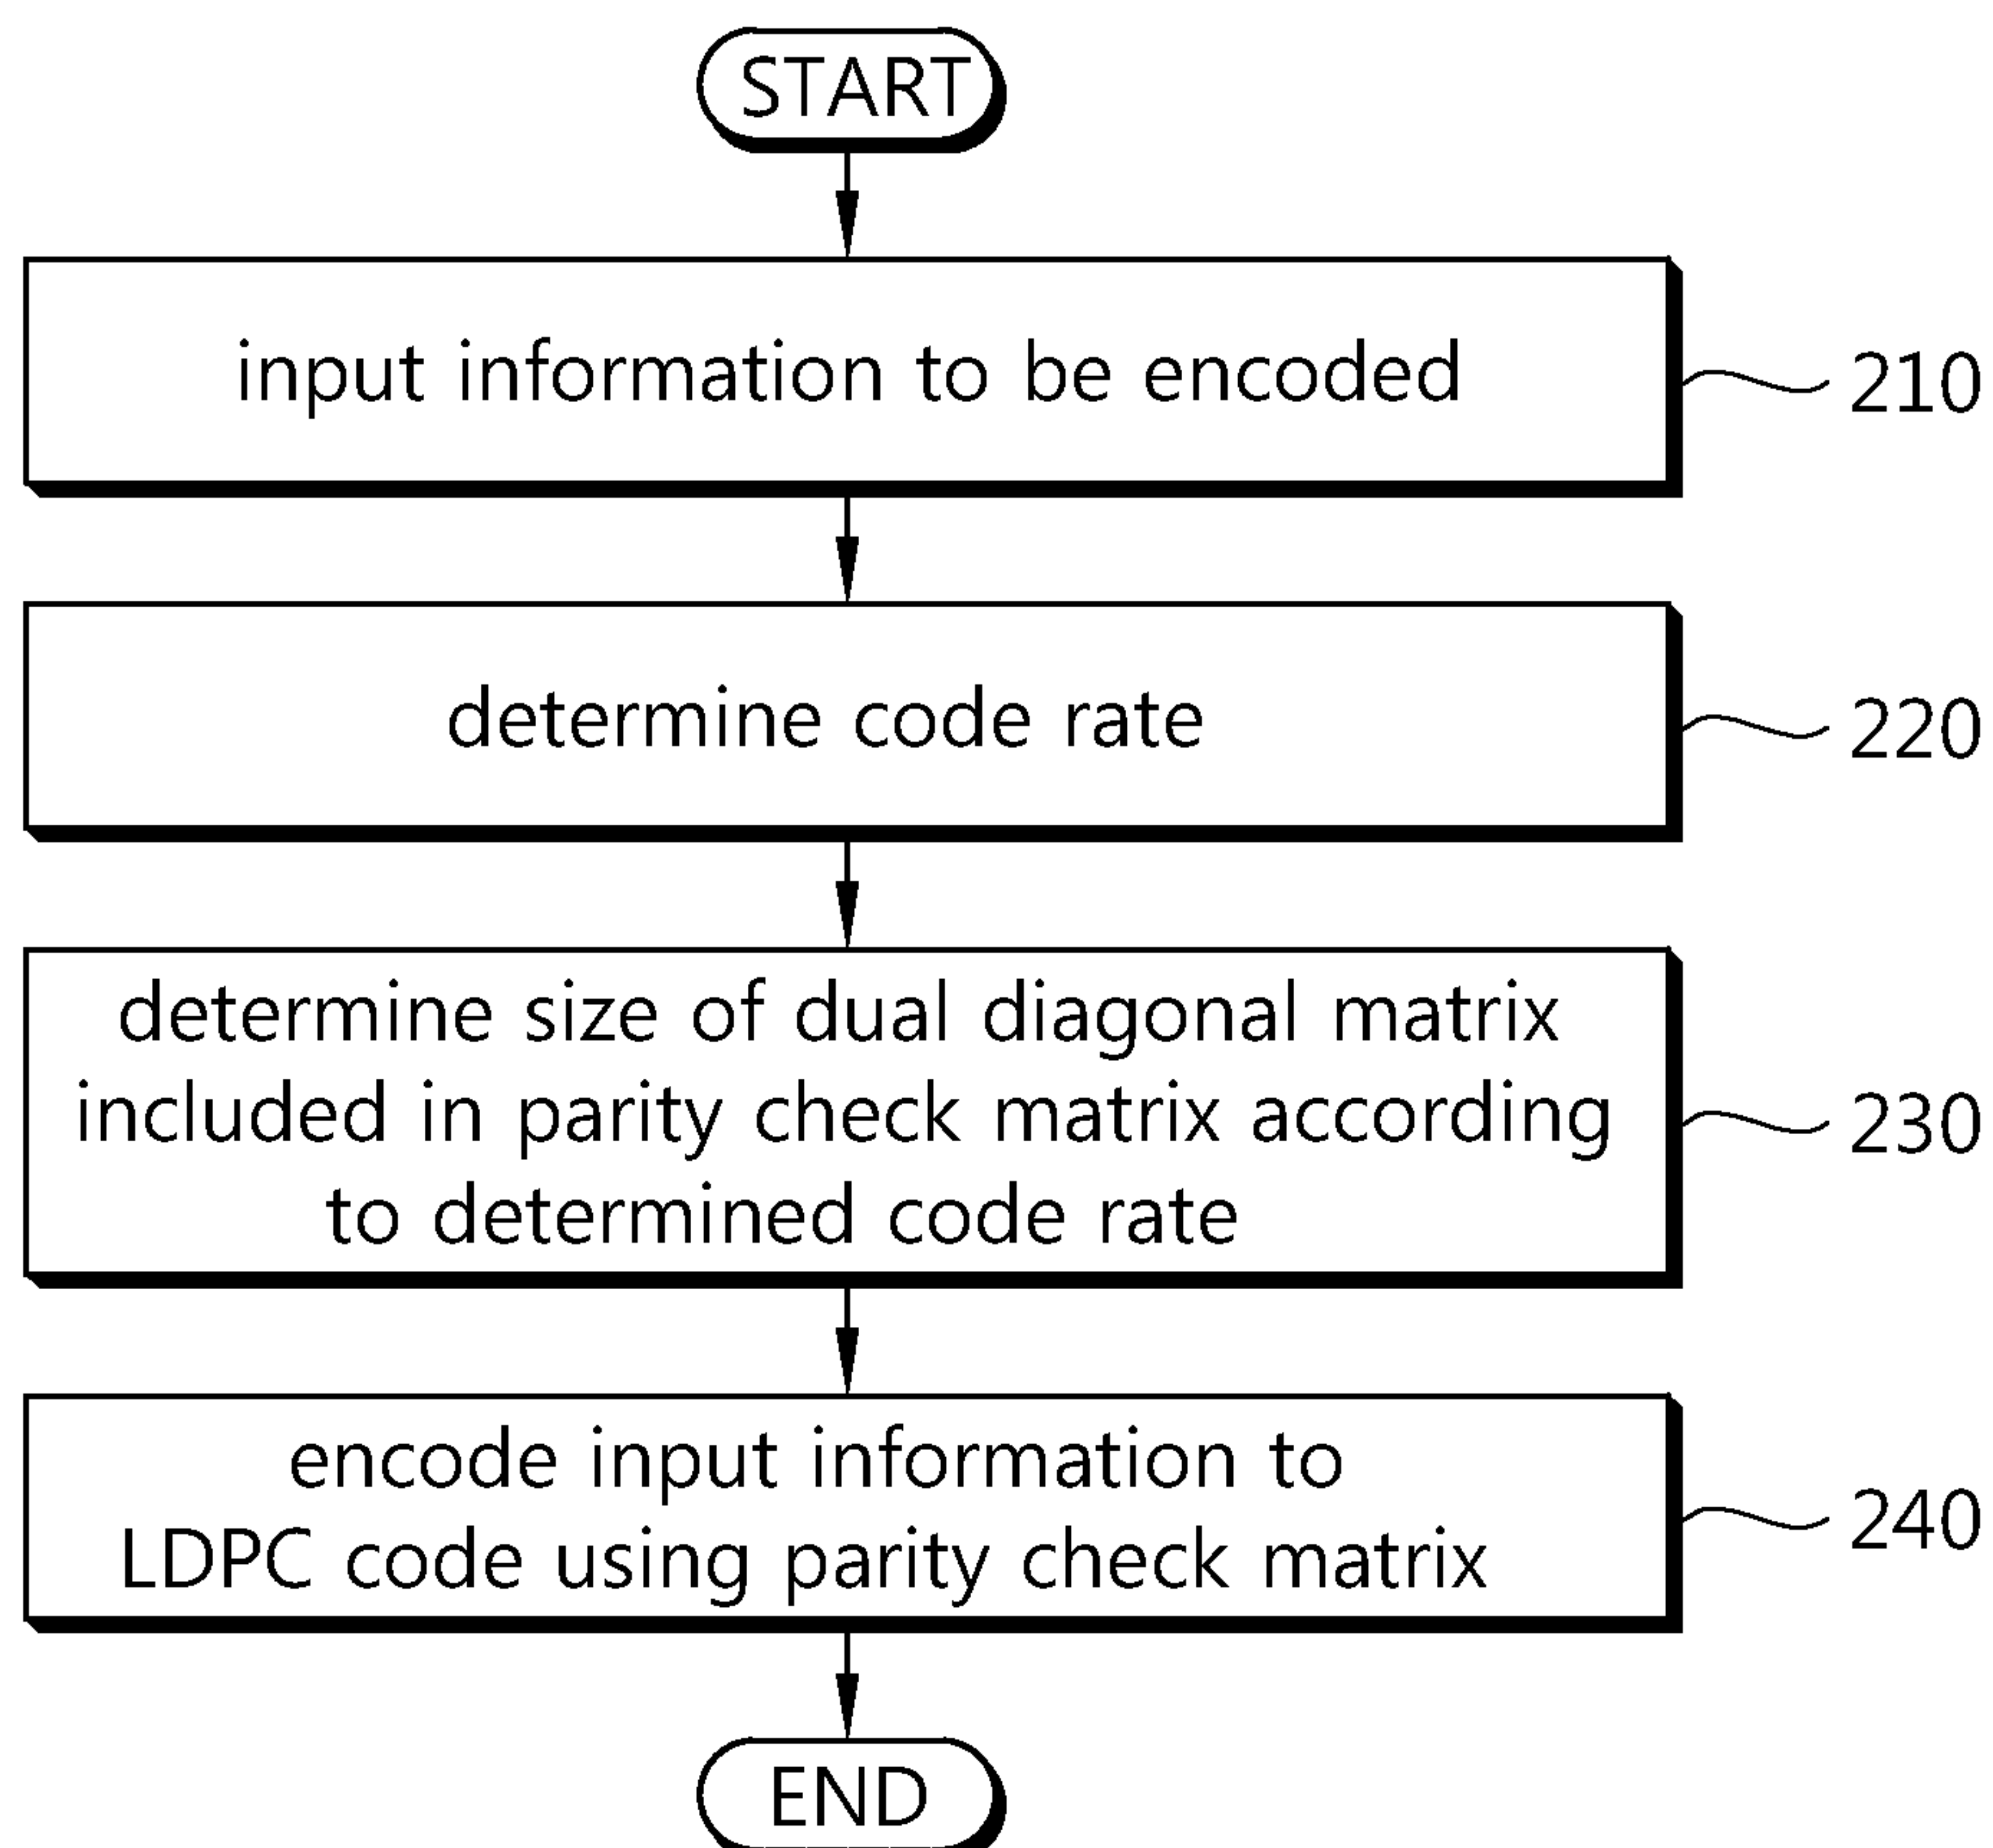 START
input information to be encoded
210
determine code rate
220
determine size of dual diagonal matrix
included in parity check matrix according
to determined code rate
230
encode input information to
LDPC code using parity check matrix
240
END